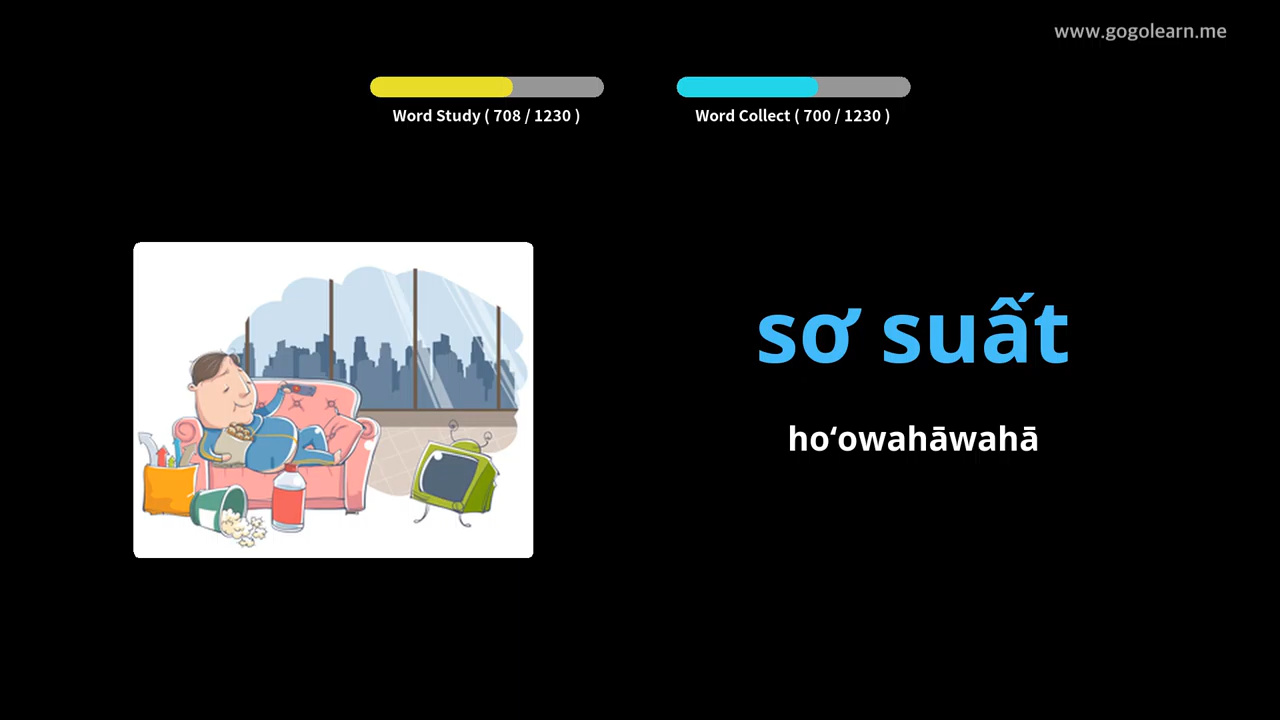 www.gogolearn.me
Word Study ( 708 / 1230 )
Word Collect ( 700 / 1230 )
sơ suất
hoʻowahāwahā